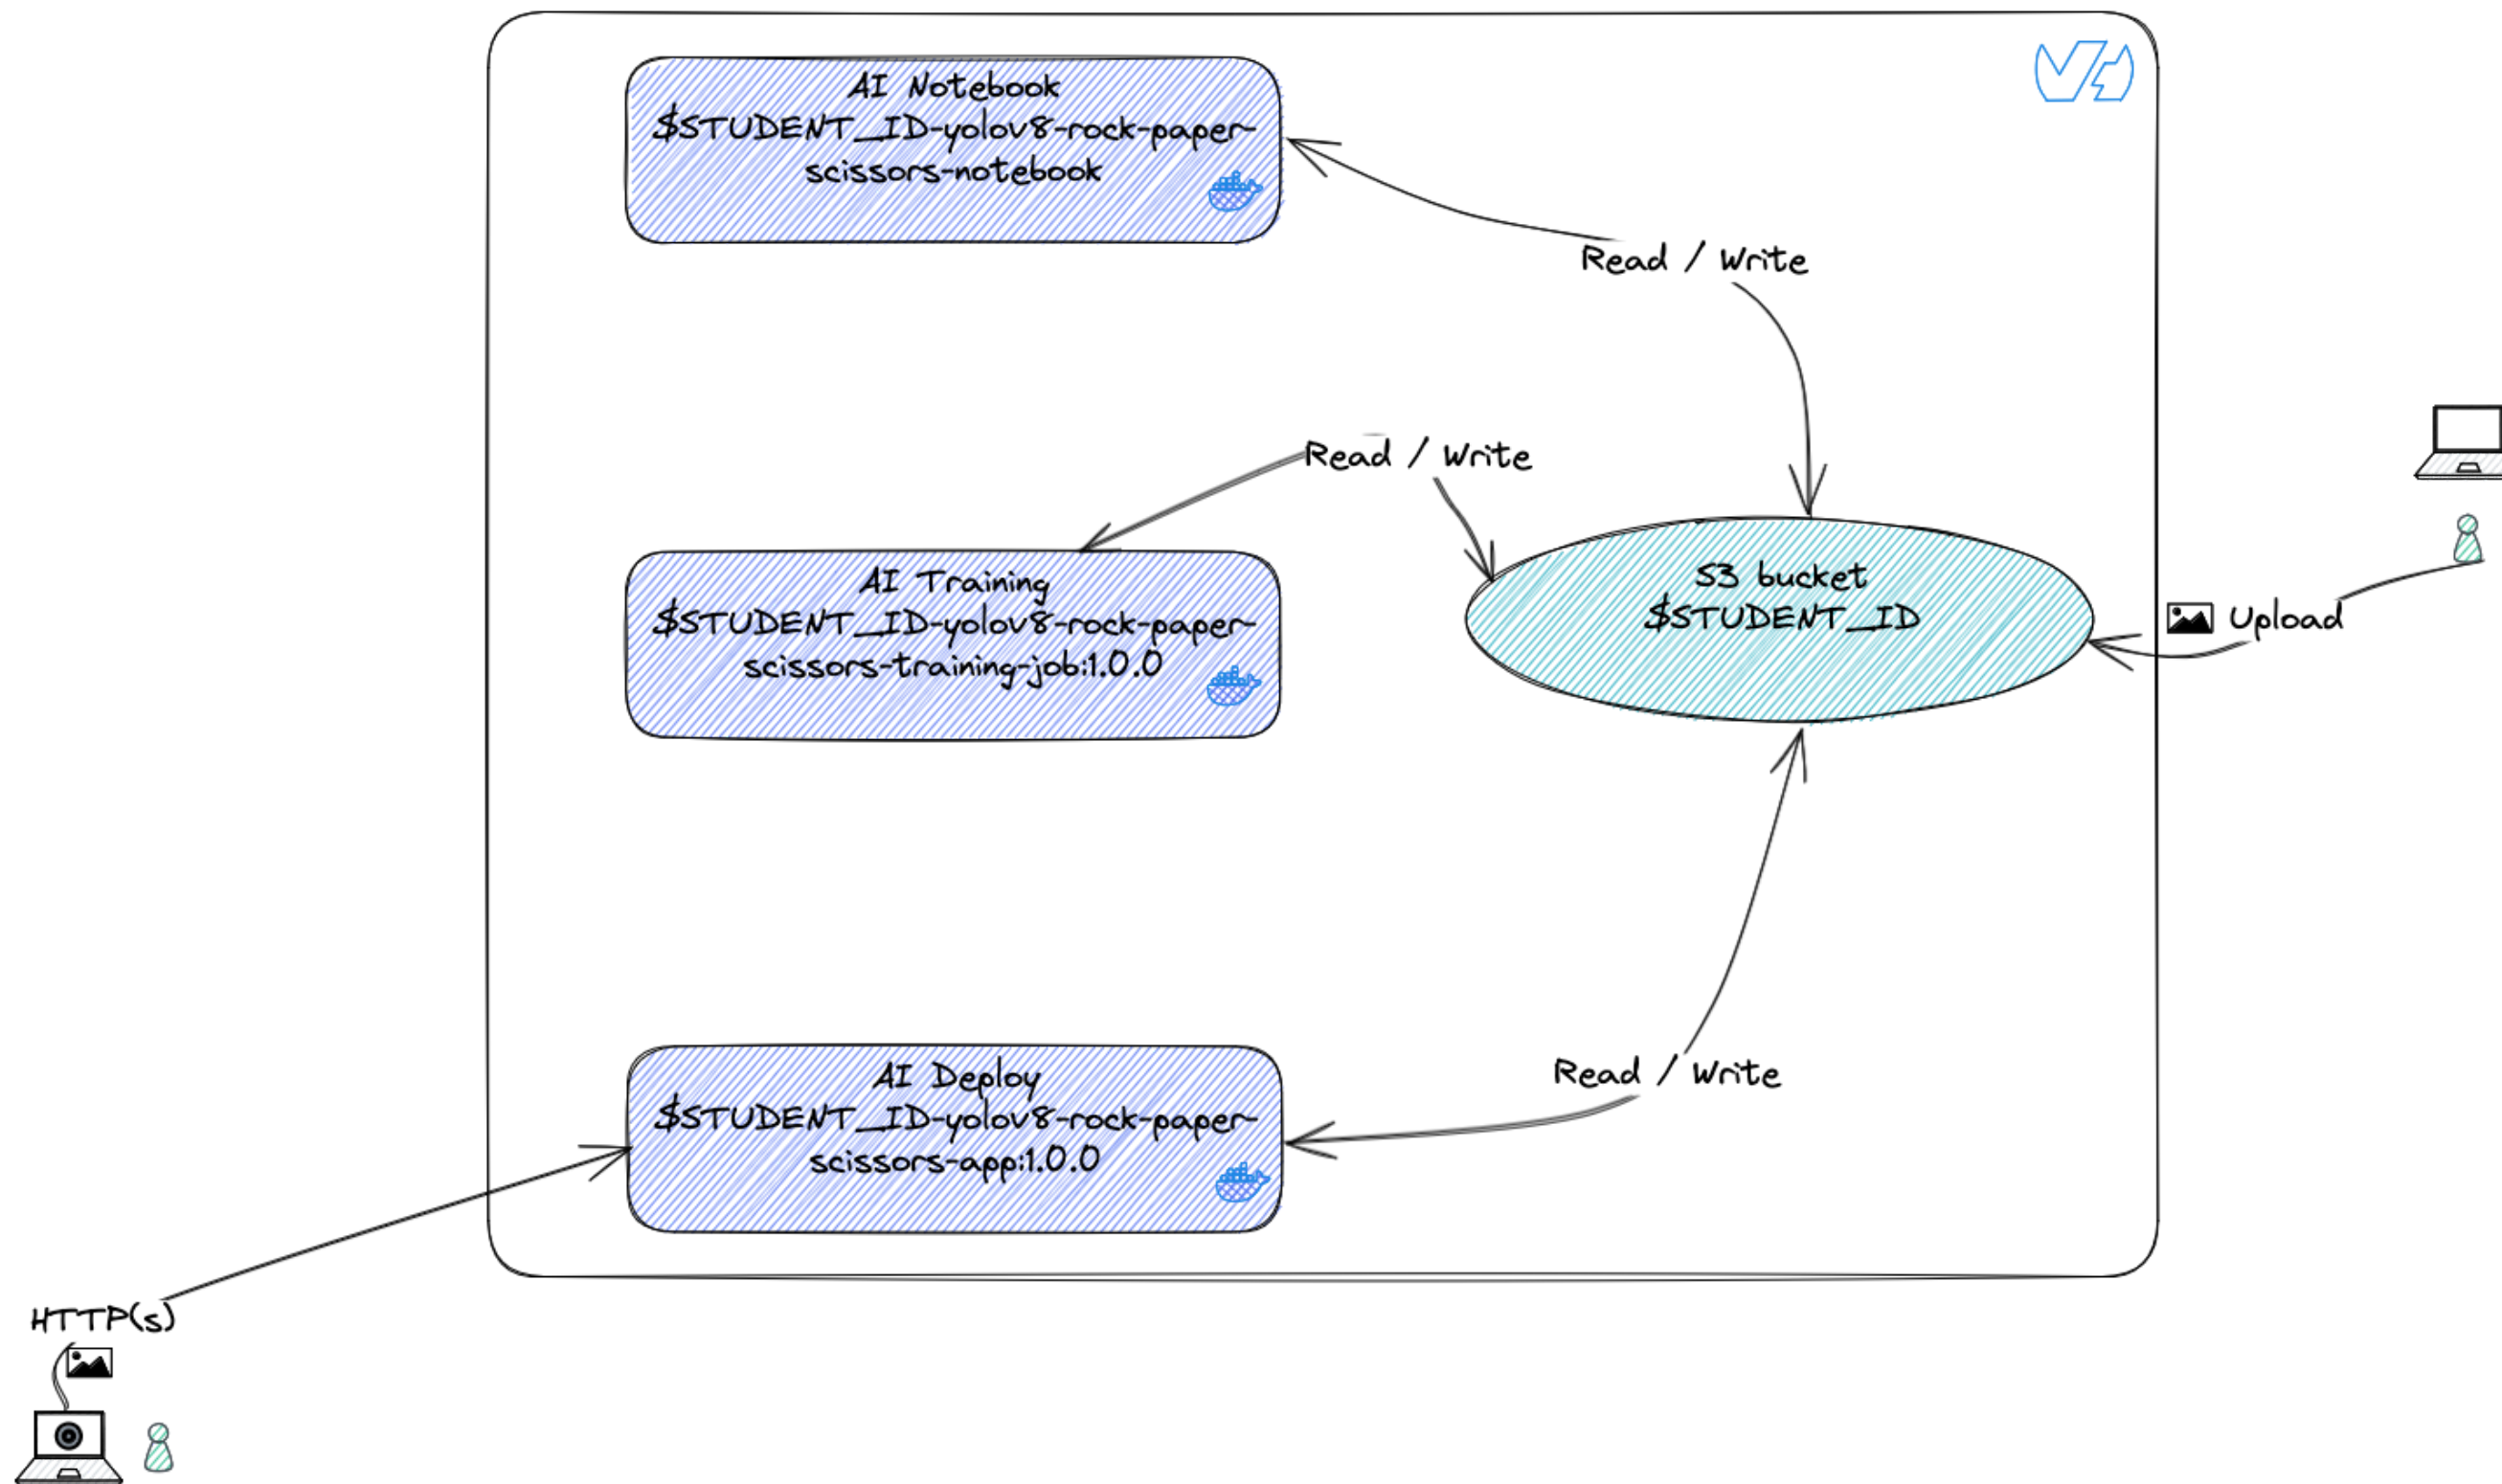 AI Notebook
$STUDENT_ID-yolov8-rock-paper-
scissors-notebook
Read / Write
Read / Write
AI Training
$STUDENT_ID-yolov8-rock-paper-
scissors-training-job:1.0.0
S3 bucket
$STUDENT_ID
Upload
AI Deploy
$STUDENT_ID-yolov8-rock-paper-
scissors-app:1.0.0
Read / Write
HTTP(s)